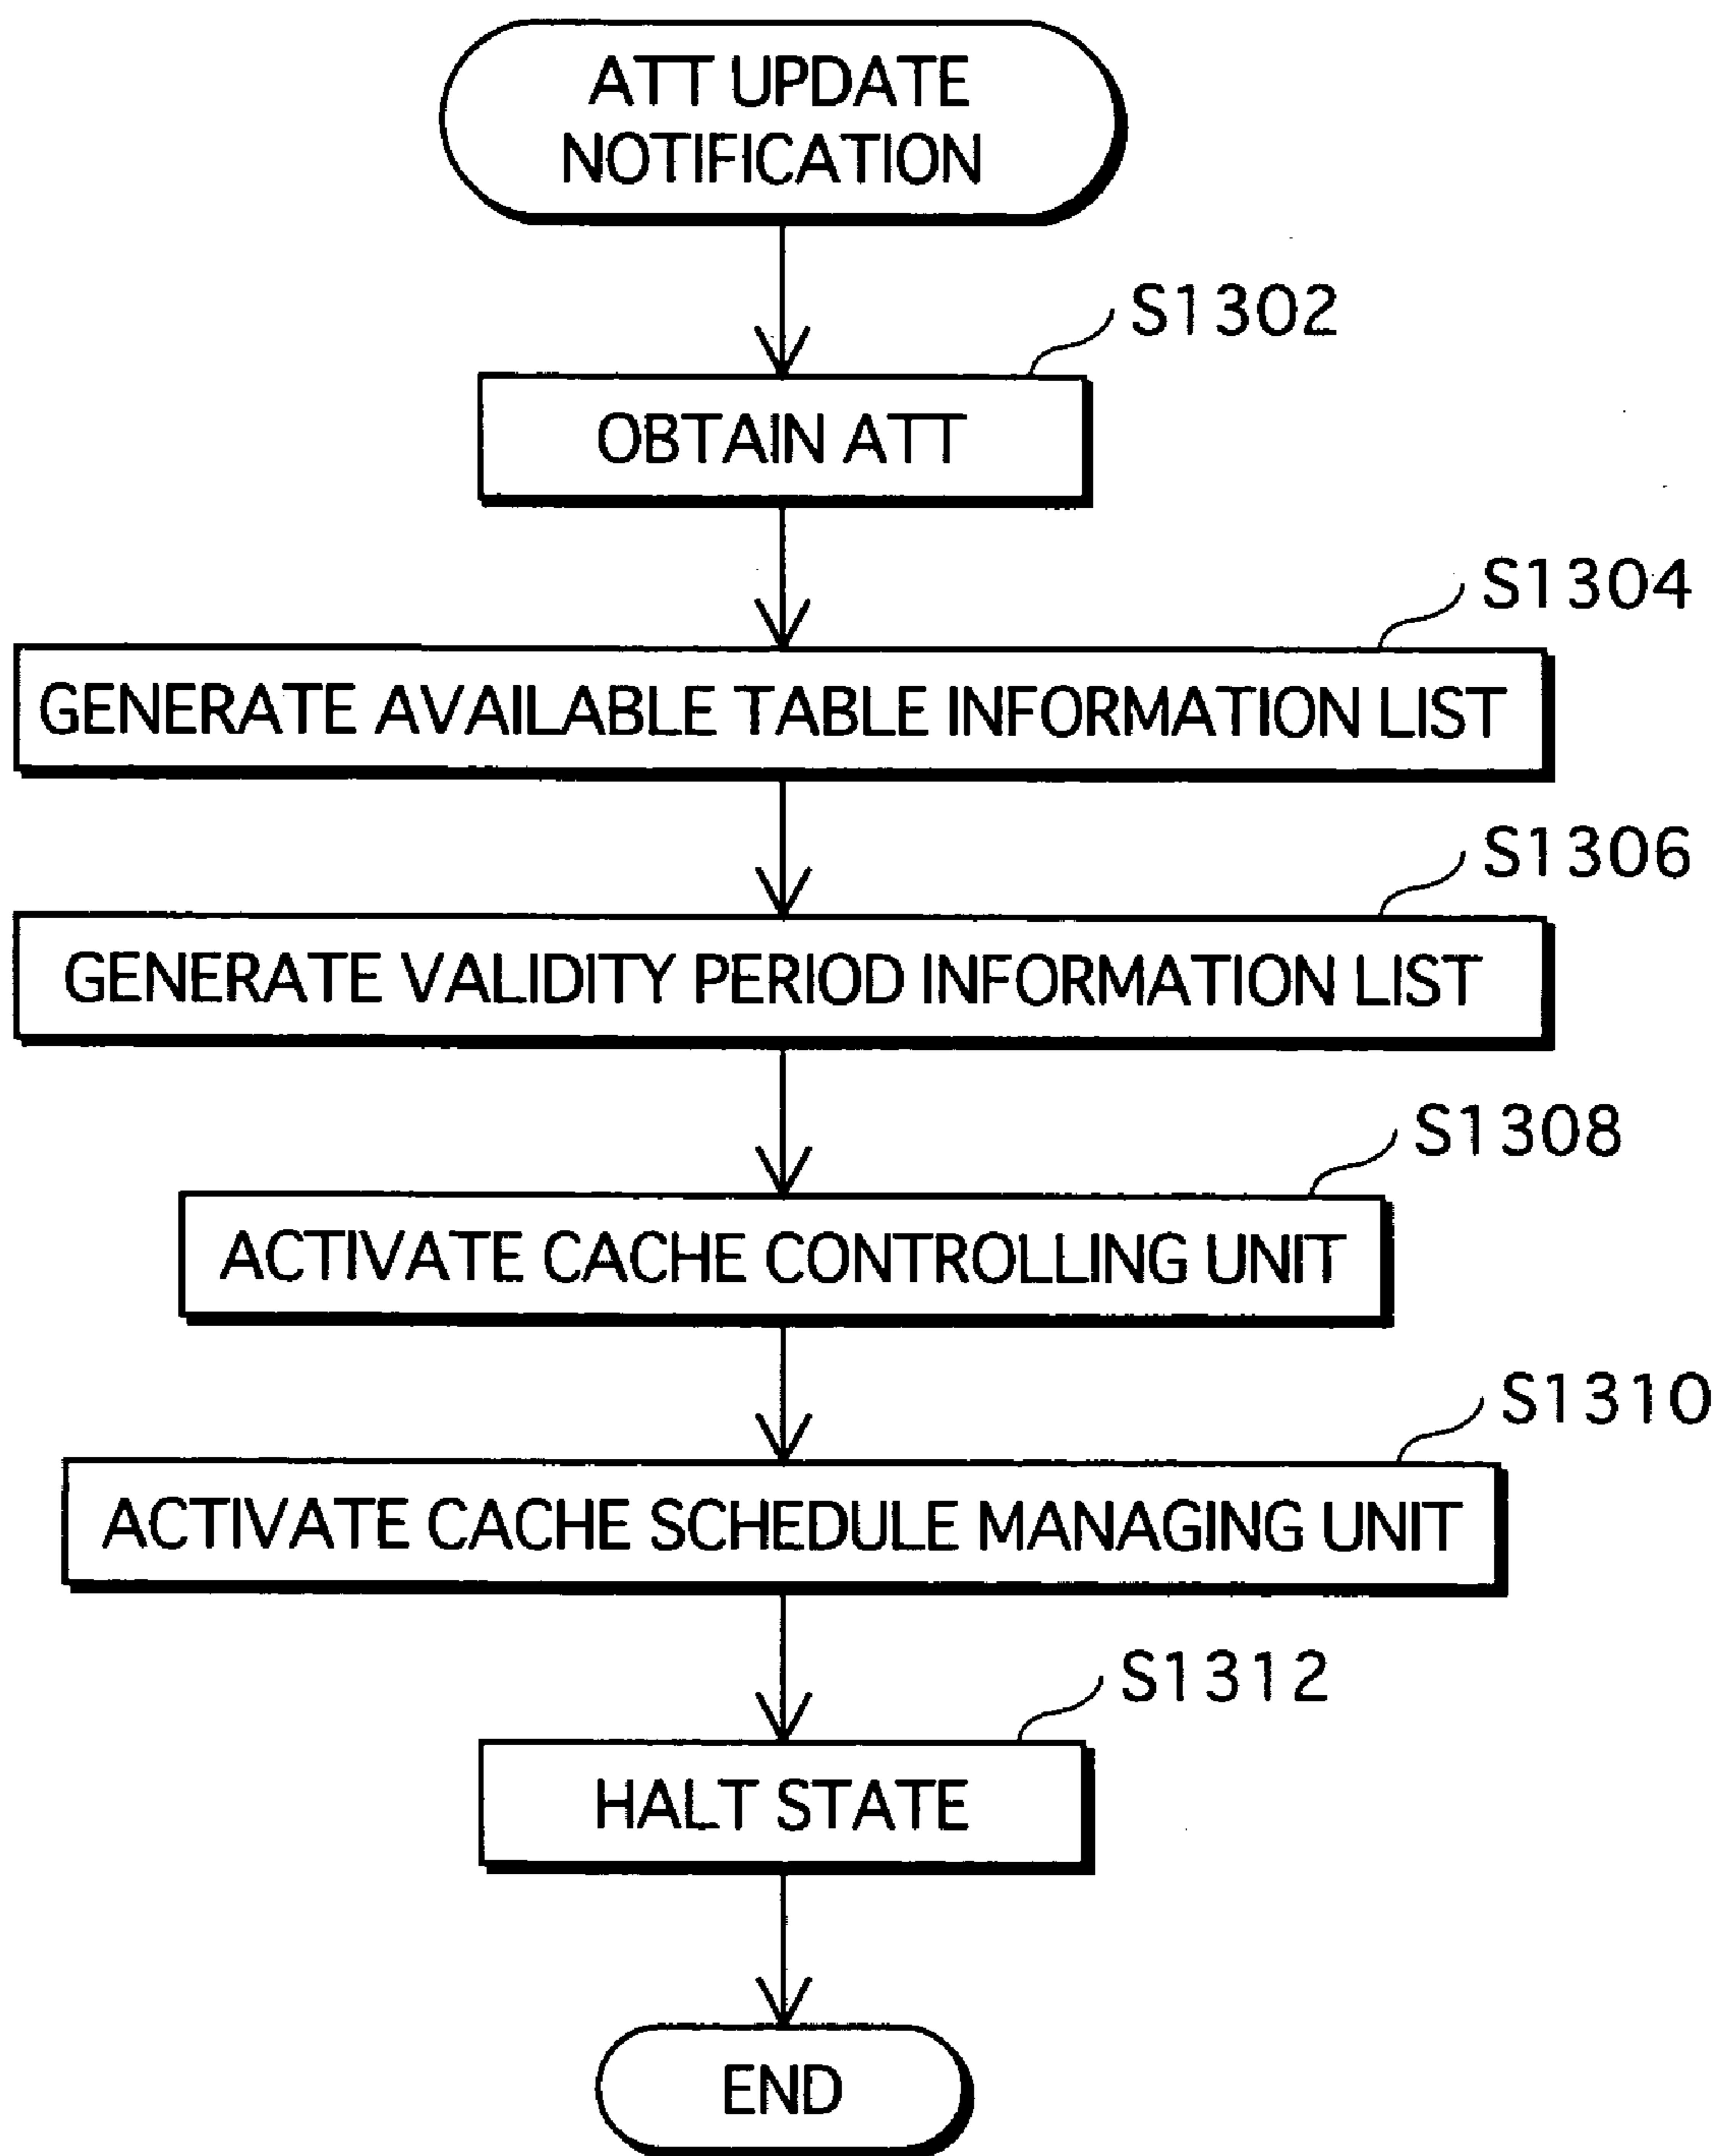 ATT UPDATE
NOTIFICATION
S1302
OBTAIN ATT
S1304
GENERATE AVAILABLE TABLE INFORMATION LIST
S1306
GENERATE VALIDITY PERIOD INFORMATION LIST
S1308
ACTIVATE CACHE CONTROLLING UNIT
S1310
ACTIVATE CACHE SCHEDULE MANAGING UNIT
S1312
HALT STATE
END